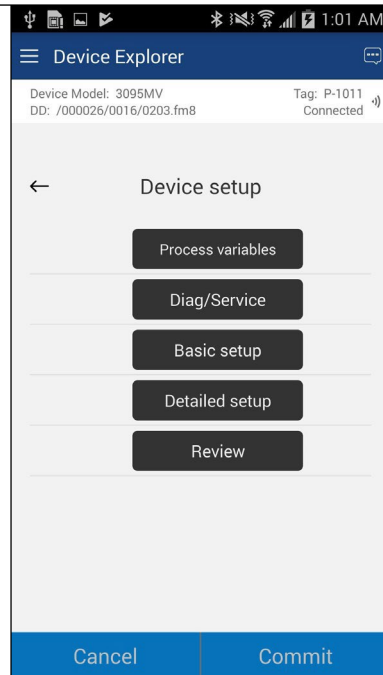 1:01 AM
Device Explorer
Device Model: 3095MV
Tag: P-1011
DD: /000026/0016/0203.fm8
Connected
Device setup
Process variables
Diag/Service
Basic setup
Detailed setup
Review
Cancel
Commit